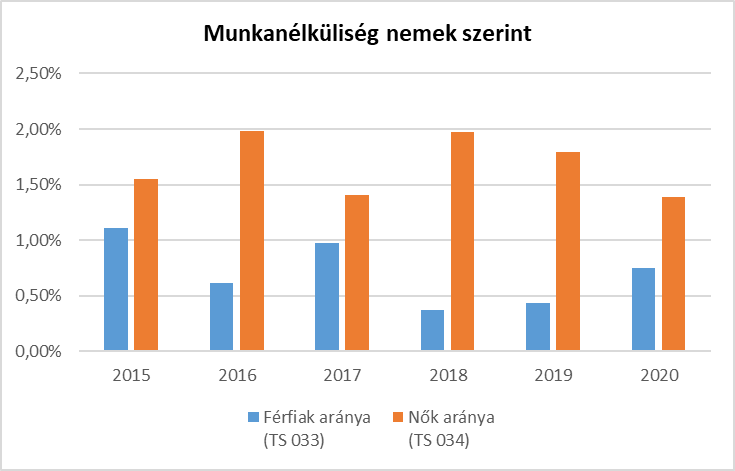 Munkanélküliség nemek szerint
2,50%
2,00%
1,50%
1,00%
0,50%
0,00%
2015 2016 2017 2018 2019 2020
Férfiak aránya
(TS 033)
Nők aránya
(TS 034)